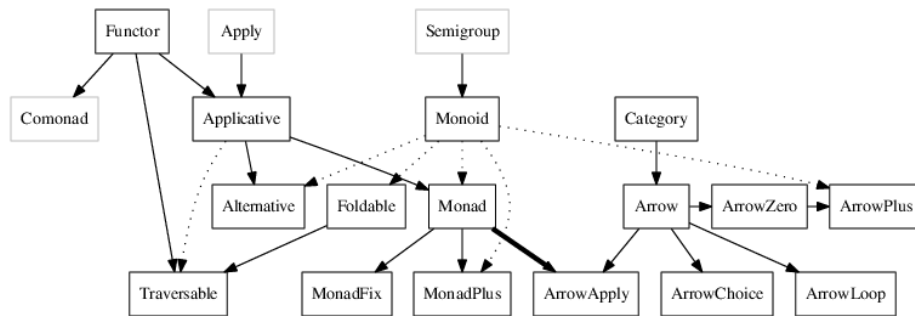 Functor
Apply
Semigroup
Comonad
Applicative
Monoid
Category
Alternative
Foldable
Monad
Arrow
ArrowZero
ArrowPlus
Traversable
MonadFix
MonadPlus
ArrowApply
ArrowChoice
ArrowLoop